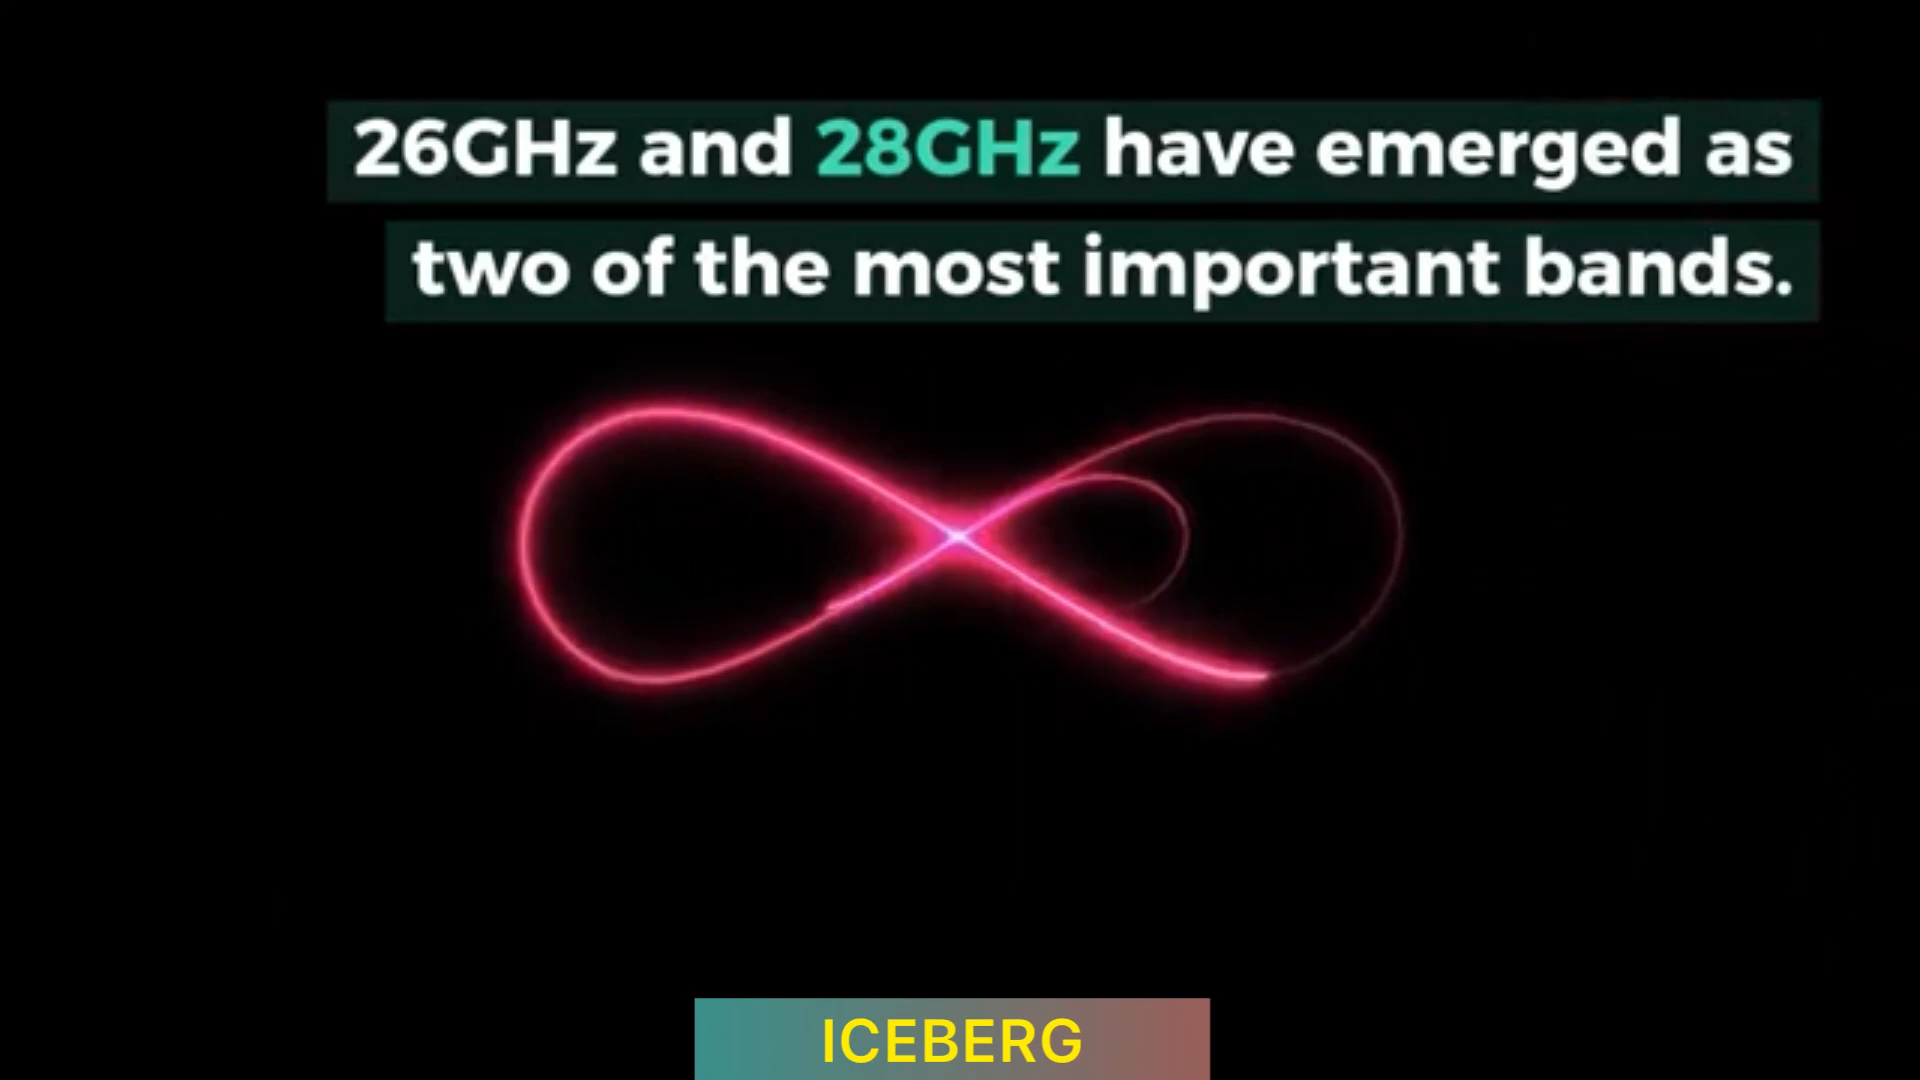 26GHz and 28GHz have emerged as
two of the most important bands.
ICEBERG